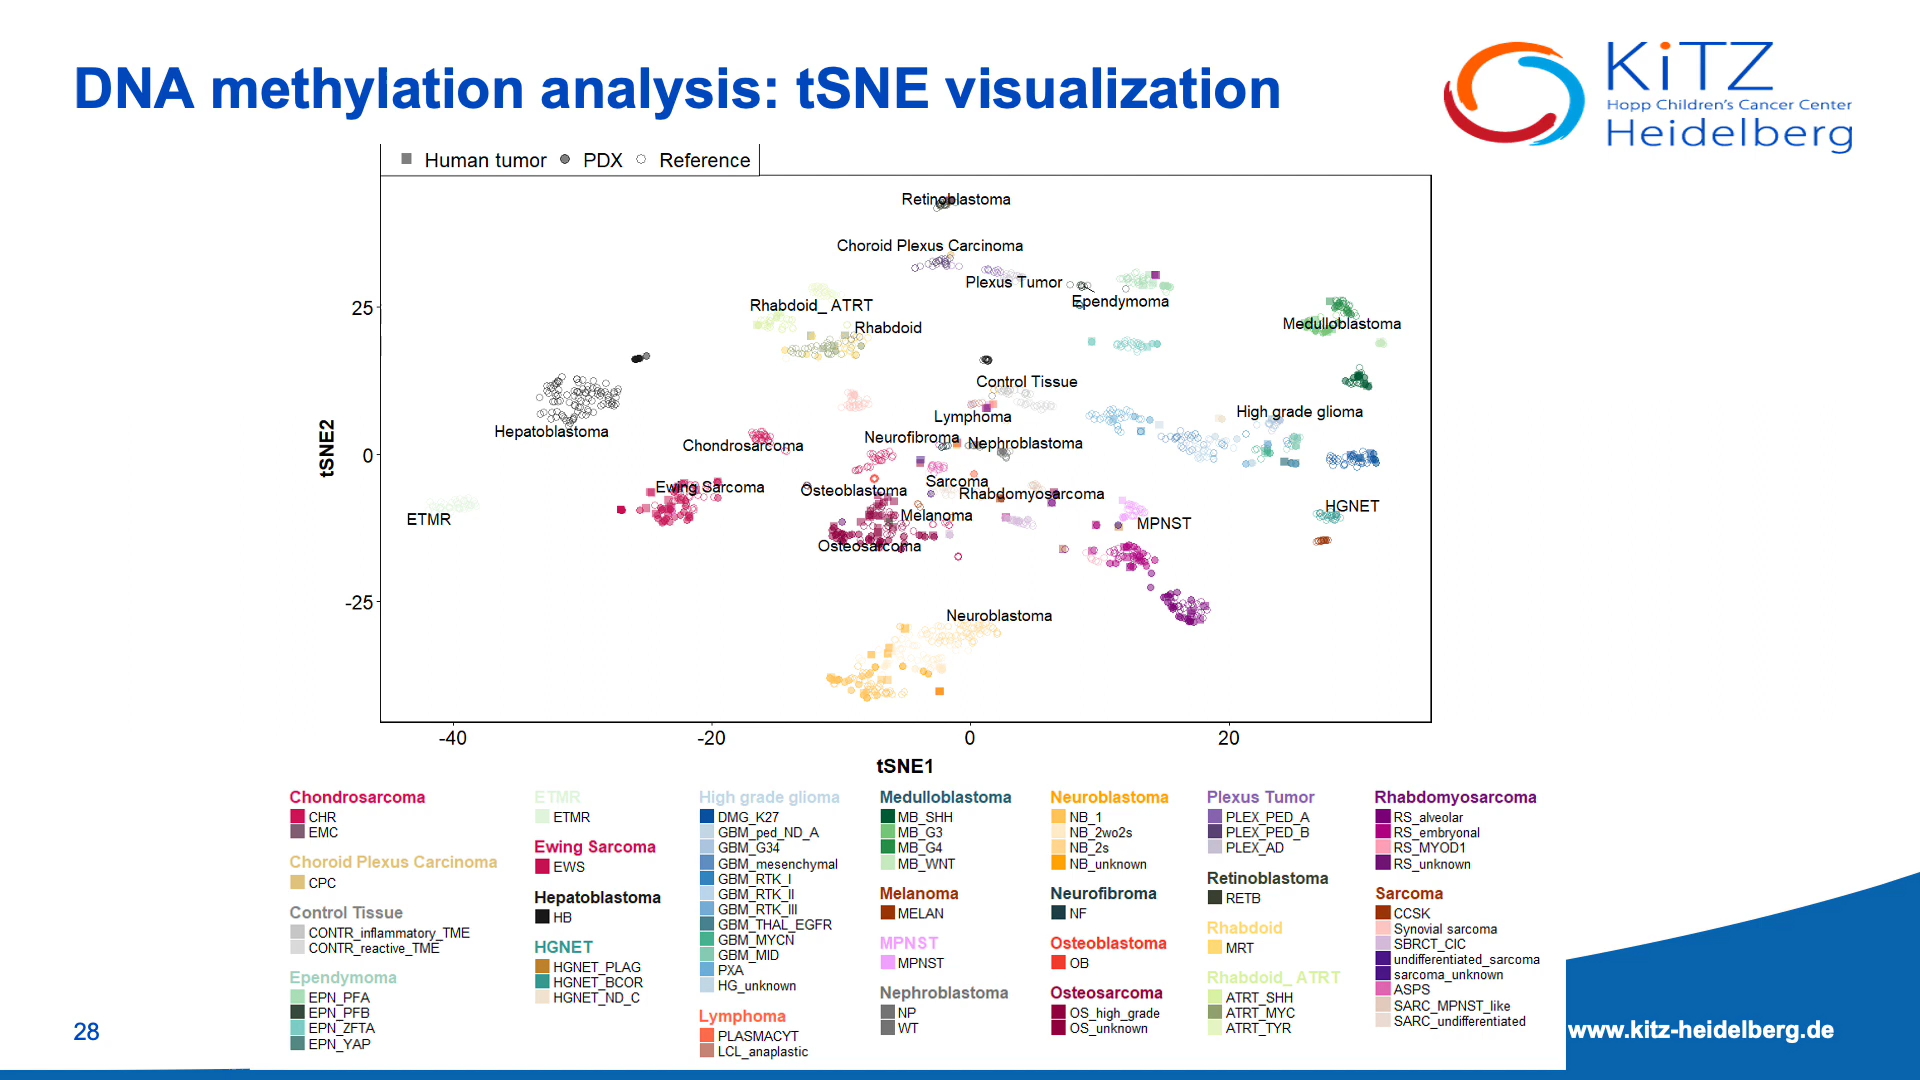 DNA methylation analysis: tSNE visualization
KiTZ
Hopp Children's Cancer Center
Heidelberg
Human tumor PDX Reference
Retinoblastoma
Choroid Plexus Carcinoma
Plexus Tumor
Ependymoma
Rhabdoid_ ATRT
Rhabdoid
Medulloblastoma
Control Tissue
Lymphoma
High grade glioma
Hepatoblastoma
Chondrosarcoma
Neurofibroma
Nephroblastoma
Ewing Sarcoma
Osteoblastoma
Sarcoma
Rhabdomyosarcoma
ETMR
Melanoma
HGNET
MPNST
Osteosarcoma
Neuroblastoma
25
0
-25
tSNE2
-40 -20 0 20
tSNE1
Chondrosarcoma
CHR
EMC
Choroid Plexus Carcinoma
CPC
Control Tissue
CONTR_inflammatory_TME
CONTR_reactive_TME
Ependymoma
EPN_PFA
EPN_PFB
EPN_ZFTA
EPN_YAP
ETMR
ETMR
Ewing Sarcoma
EWS
Hepatoblastoma
HB
HGNET
HGNET_PLAG
HGNET_BCOR
HGNET_ND_C
High grade glioma
DMG_K27
GBM_ped_ND_A
GBM_G34
GBM_mesenchymal
GBM_RTK_I
GBM_RTK_II
GBM_RTK_III
GBM_THAL_EGFR
GBM_MYCN
GBM_MID
PXA
HG_unknown
Lymphoma
PLASMACYT
LCL_anaplastic
Medulloblastoma
MB_SHH
MB_G3
MB_G4
MB_WNT
Melanoma
MELAN
MPNST
MPNST
Nephroblastoma
NP
WT
Neuroblastoma
NB_1
NB_2wo2s
NB_2s
NB_unknown
Neurofibroma
NF
Osteoblastoma
OB
Osteosarcoma
OS_high_grade
OS_unknown
Plexus Tumor
PLEX_PED_A
PLEX_PED_B
PLEX_AD
Retinoblastoma
RETB
Rhabdoid
MRT
Rhabdoid_ ATRT
ATRT_SHH
ATRT_MYC
ATRT_TYR
Rhabdomyosarcoma
RS_alveolar
RS_embryonal
RS_MYOD1
RS_unknown
Sarcoma
CCSK
Synovial sarcoma
SBRCT_CIC
undifferentiated_sarcoma
sarcoma_unknown
ASPS
SARC_MPNST_like
SARC_undifferentiated
28
www.kitz-heidelberg.de